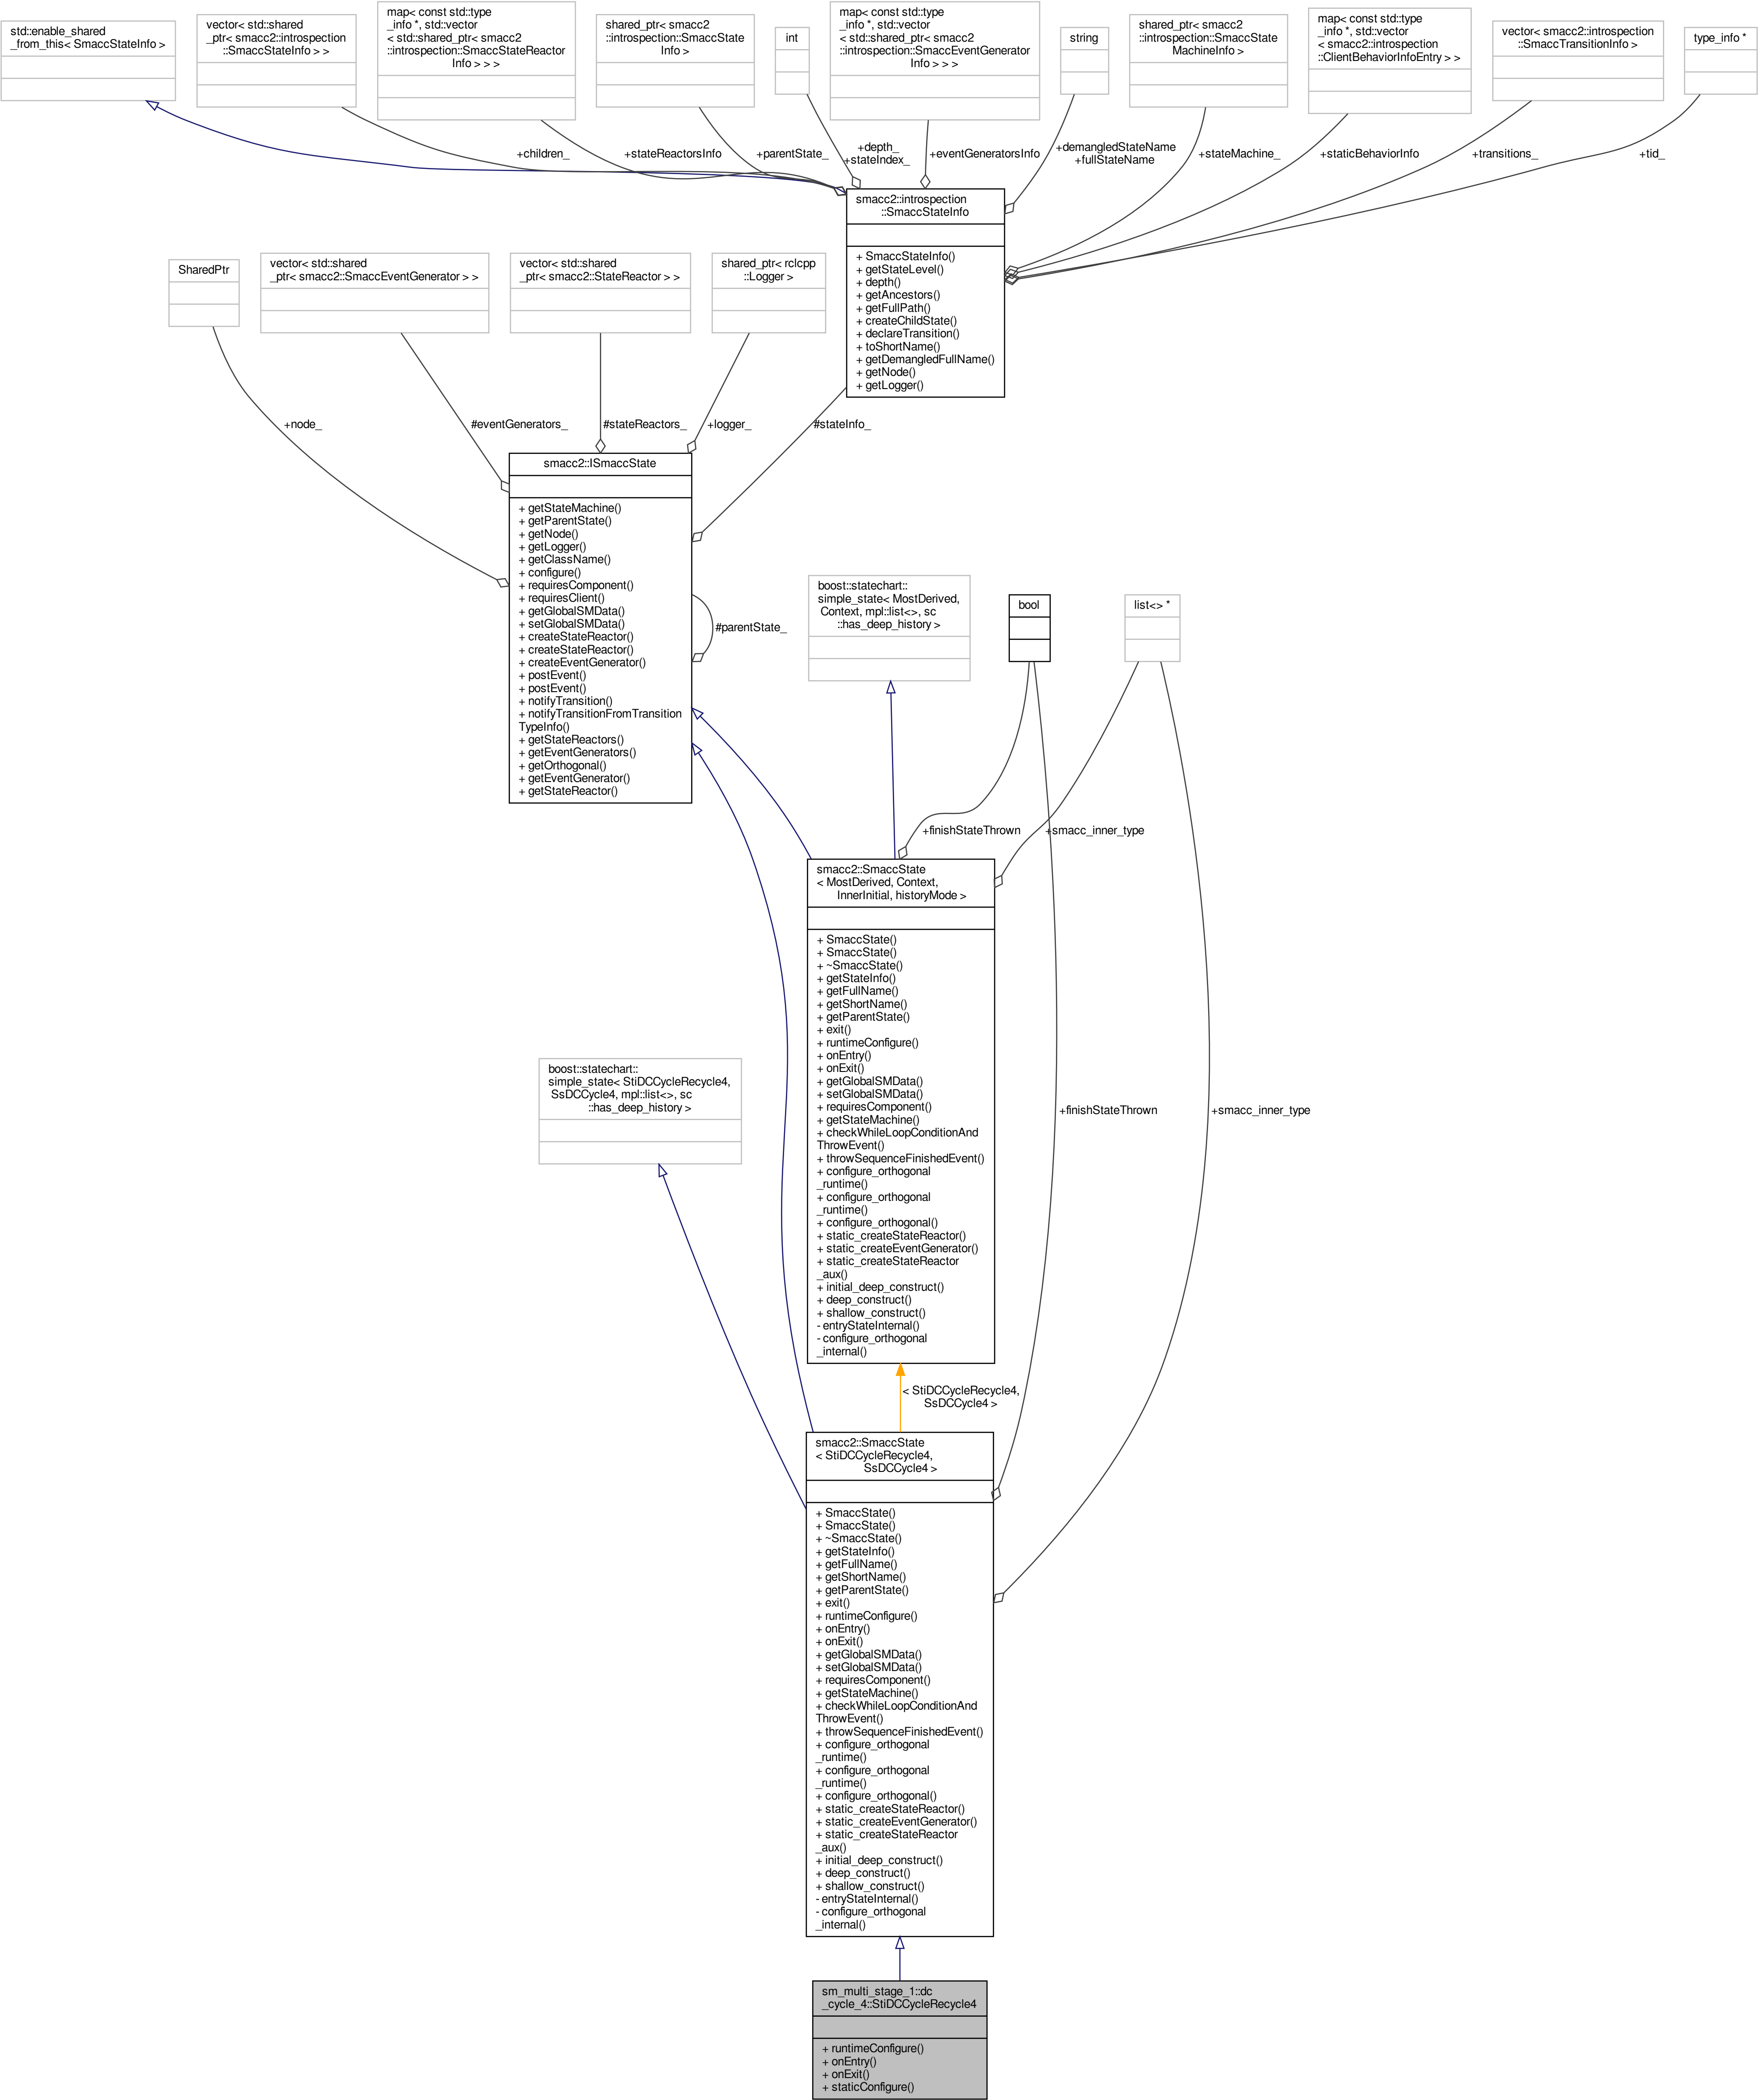 std::enable_shared
_from_this< SmaccStateInfo >
vector< std::shared
_ptr< smacc2::introspection
::SmaccStateInfo > >
map< const std::type
_info *, std::vector
< std::shared_ptr< smacc2
::introspection::SmaccStateReactor
Info > > >
shared_ptr< smacc2
::introspection::SmaccState
Info >
int
map< const std::type
_info *, std::vector
< std::shared_ptr< smacc2
::introspection::SmaccEventGenerator
Info > > >
string
shared_ptr< smacc2
::introspection::SmaccState
MachineInfo >
map< const std::type
_info *, std::vector
< smacc2::introspection
::ClientBehaviorInfoEntry > >
vector< smacc2::introspection
::SmaccTransitionInfo >
type_info *
+children_
+stateReactorsInfo
+parentState_
+depth_
+stateIndex_
+eventGeneratorsInfo
+demangledStateName
+fullStateName
+stateMachine_
+staticBehaviorInfo
+transitions_
+tid_
smacc2::introspection
::SmaccStateInfo
+ SmaccStateInfo()
+ getStateLevel()
+ depth()
+ getAncestors()
+ getFullPath()
+ createChildState()
+ declareTransition()
+ toShortName()
+ getDemangledFullName()
+ getNode()
+ getLogger()
SharedPtr
vector< std::shared
_ptr< smacc2::SmaccEventGenerator > >
vector< std::shared
_ptr< smacc2::StateReactor > >
shared_ptr< rclcpp
::Logger >
+node_
#eventGenerators_
#stateReactors_
+logger_
#stateInfo_
smacc2::ISmaccState
+ getStateMachine()
+ getParentState()
+ getNode()
+ getLogger()
+ getClassName()
+ configure()
+ requiresComponent()
+ requiresClient()
+ getGlobalSMData()
+ setGlobalSMData()
+ createStateReactor()
+ createStateReactor()
+ createEventGenerator()
+ postEvent()
+ postEvent()
+ notifyTransition()
+ notifyTransitionFromTransition
TypeInfo()
+ getStateReactors()
+ getEventGenerators()
+ getOrthogonal()
+ getEventGenerator()
+ getStateReactor()
#parentState_
boost::statechart::
simple_state< MostDerived,
Context, mpl::list<>, sc
::has_deep_history >
bool
list<> *
+finishStateThrown
+smacc_inner_type
smacc2::SmaccState
< MostDerived, Context,
InnerInitial, historyMode >
+ SmaccState()
+ SmaccState()
+ ~SmaccState()
+ getStateInfo()
+ getFullName()
+ getShortName()
+ getParentState()
+ exit()
+ runtimeConfigure()
+ onEntry()
+ onExit()
+ getGlobalSMData()
+ setGlobalSMData()
+ requiresComponent()
+ getStateMachine()
+ checkWhileLoopConditionAnd
ThrowEvent()
+ throwSequenceFinishedEvent()
+ configure_orthogonal
_runtime()
+ configure_orthogonal
_runtime()
+ configure_orthogonal()
+ static_createStateReactor()
+ static_createEventGenerator()
+ static_createStateReactor
_aux()
+ initial_deep_construct()
+ deep_construct()
+ shallow_construct()
- entryStateInternal()
- configure_orthogonal
_internal()
boost::statechart::
simple_state< StiDCCycleRecycle4,
SsDCCycle4, mpl::list<>, sc
::has_deep_history >
+finishStateThrown
+smacc_inner_type
< StiDCCycleRecycle4,
SsDCCycle4 >
smacc2::SmaccState
< StiDCCycleRecycle4,
SsDCCycle4 >
+ SmaccState()
+ SmaccState()
+ ~SmaccState()
+ getStateInfo()
+ getFullName()
+ getShortName()
+ getParentState()
+ exit()
+ runtimeConfigure()
+ onEntry()
+ onExit()
+ getGlobalSMData()
+ setGlobalSMData()
+ requiresComponent()
+ getStateMachine()
+ checkWhileLoopConditionAnd
ThrowEvent()
+ throwSequenceFinishedEvent()
+ configure_orthogonal
_runtime()
+ configure_orthogonal
_runtime()
+ configure_orthogonal()
+ static_createStateReactor()
+ static_createEventGenerator()
+ static_createStateReactor
_aux()
+ initial_deep_construct()
+ deep_construct()
+ shallow_construct()
- entryStateInternal()
- configure_orthogonal
_internal()
sm_multi_stage_1::dc
_cycle_4::StiDCCycleRecycle4
+ runtimeConfigure()
+ onEntry()
+ onExit()
+ staticConfigure()